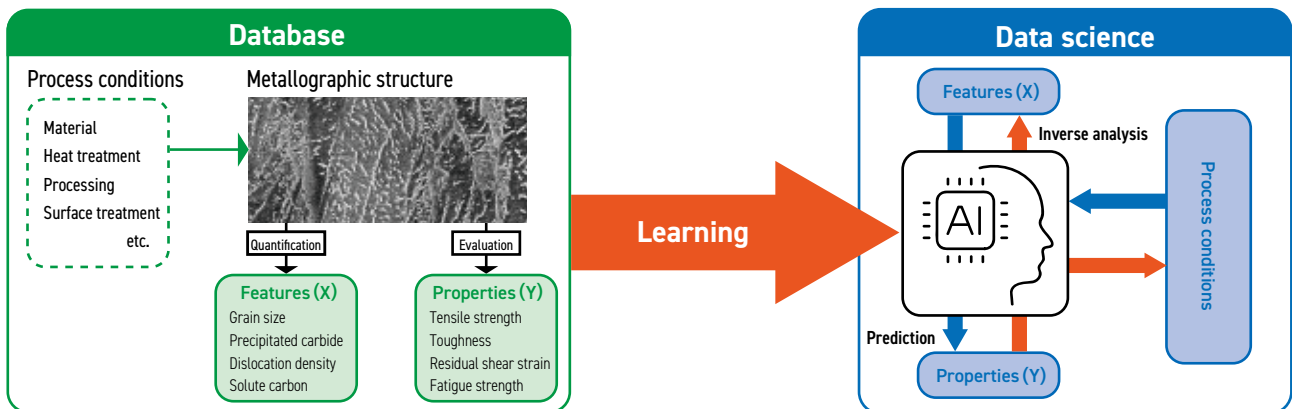 Database
Process conditions
Material
Heat treatment
Processing
Surface treatment
etc.
Metallographic structure
Quantification
Evaluation
Features (X)
Grain size
Precipitated carbide
Dislocation density
Solute carbon
Properties (Y)
Tensile strength
Toughness
Residual shear strain
Fatigue strength
Learning
Data science
Features (X)
Inverse analysis
AI
Process conditions
Prediction
Properties (Y)